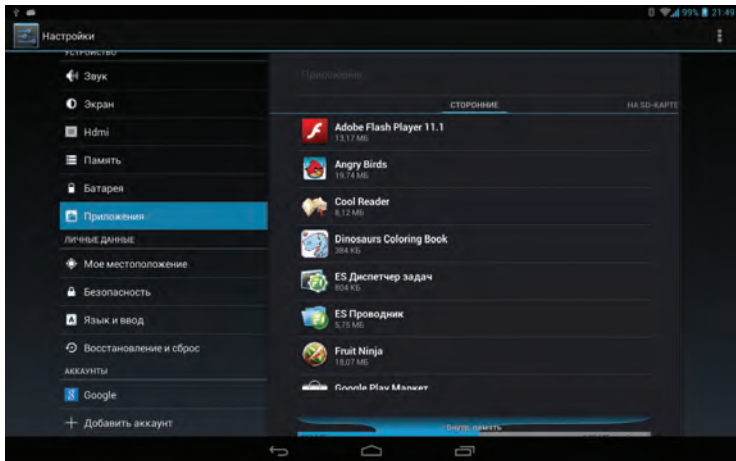 99% 21:49
Настройки
УСТРОЙСТВО
Звук
Экран
Hdmi
Память
Батарея
Приложения
ЛИЧНЫЕ ДАННЫЕ
Мое местоположение
Безопасность
Язык и ввод
Восстановление и сброс
АККАУНТЫ
Google
Добавить аккаунт
Приложения
СТОРОННИЕ НА SD-КАРТЕ
Adobe Flash Player 11.1
13,17 МБ
Angry Birds
19,74 МБ
Cool Reader
8,12 МБ
Dinosaurs Coloring Book
384 КБ
ES Диспетчер задач
804 КБ
ES Проводник
5,75 МБ
Fruit Ninja
18,07 МБ
Google Play Маркет
Внутр. память